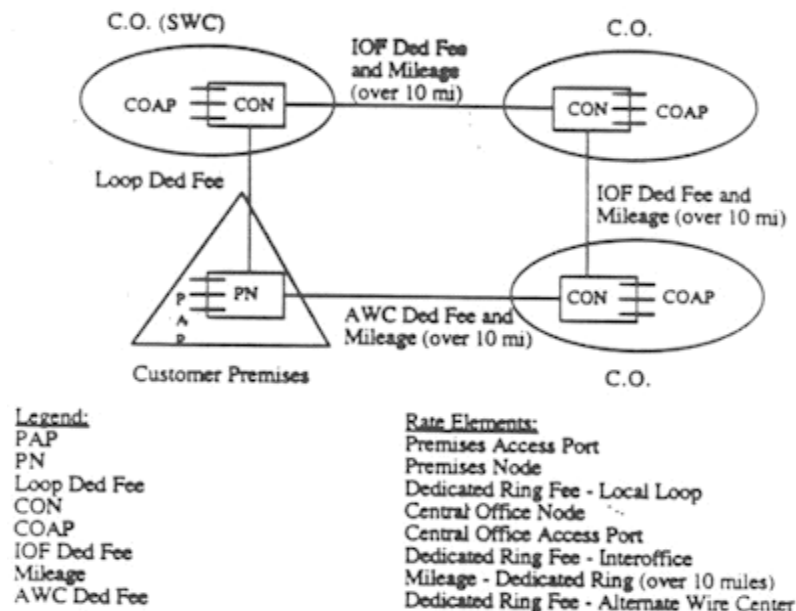 C.O. (SWC)
C.O.
IOF Ded Fee
and Mileage
(over 10 mi)
COAP
CON
CON
COAP
Loop Ded Fee
IOF Ded Fee and
Mileage (over 10 mi)
PN
P
A
P
CON
COAP
AWC Ded Fee and
Mileage (over 10 mi)
Customer Premises
C.O.
Legend:
PAP
PN
Loop Ded Fee
CON
COAP
IOF Ded Fee
Mileage
AWC Ded Fee
Rate Elements:
Premises Access Port
Premises Node
Dedicated Ring Fee - Local Loop
Central Office Node
Central Office Access Port
Dedicated Ring Fee - Interoffice
Mileage - Dedicated Ring (over 10 miles)
Dedicated Ring Fee - Alternate Wire Center